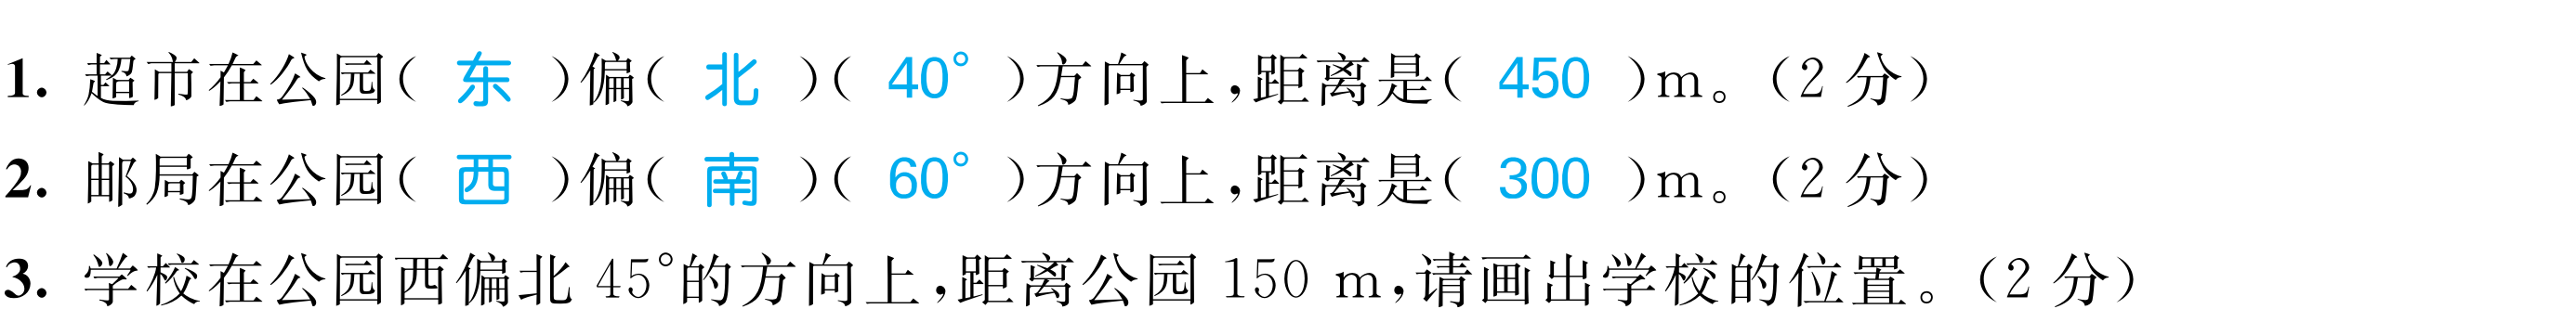 1. 超市在公园( 东 )偏( 北 )( 40° )方向上,距离是( 450 )m。(2 分)
2. 邮局在公园( 西 )偏( 南 )( 60° )方向上,距离是( 300 )m。(2 分)
3. 学校在公园西偏北 45°的方向上,距离公园 150 m,请画出学校的位置。(2 分)